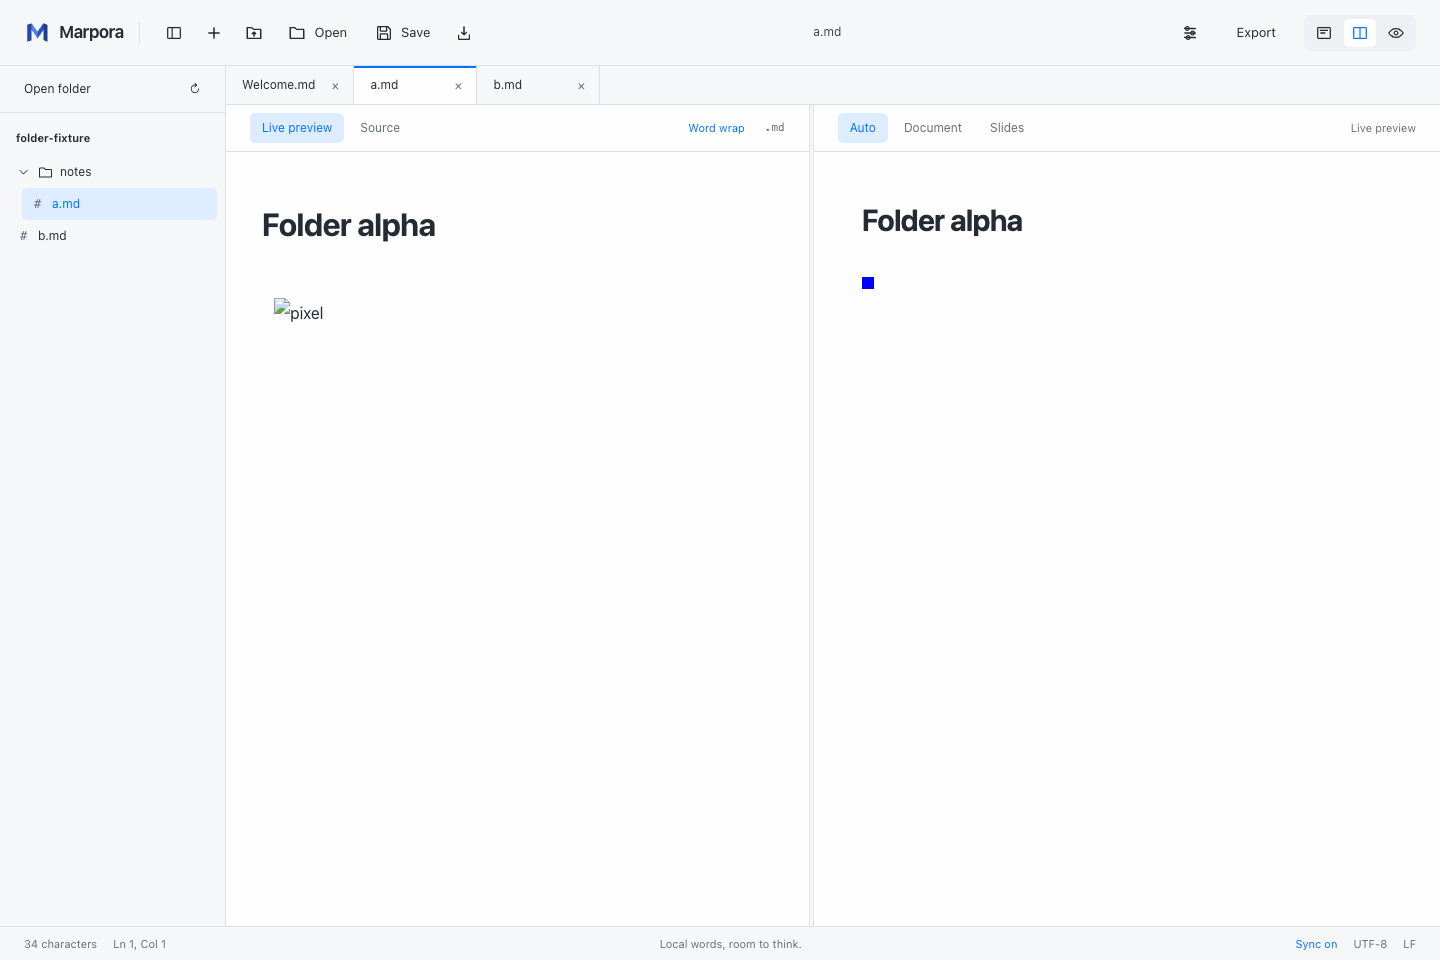 Marpora
Open
Save
a.md
Export
Open folder
Welcome.md ×
a.md ×
b.md ×
folder-fixture
notes
# a.md
# b.md
Live preview
Source
Word wrap
.md
Auto
Document
Slides
Live preview
Folder alpha
pixel
Folder alpha
34 characters
Ln 1, Col 1
Local words, room to think.
Sync on
UTF-8
LF